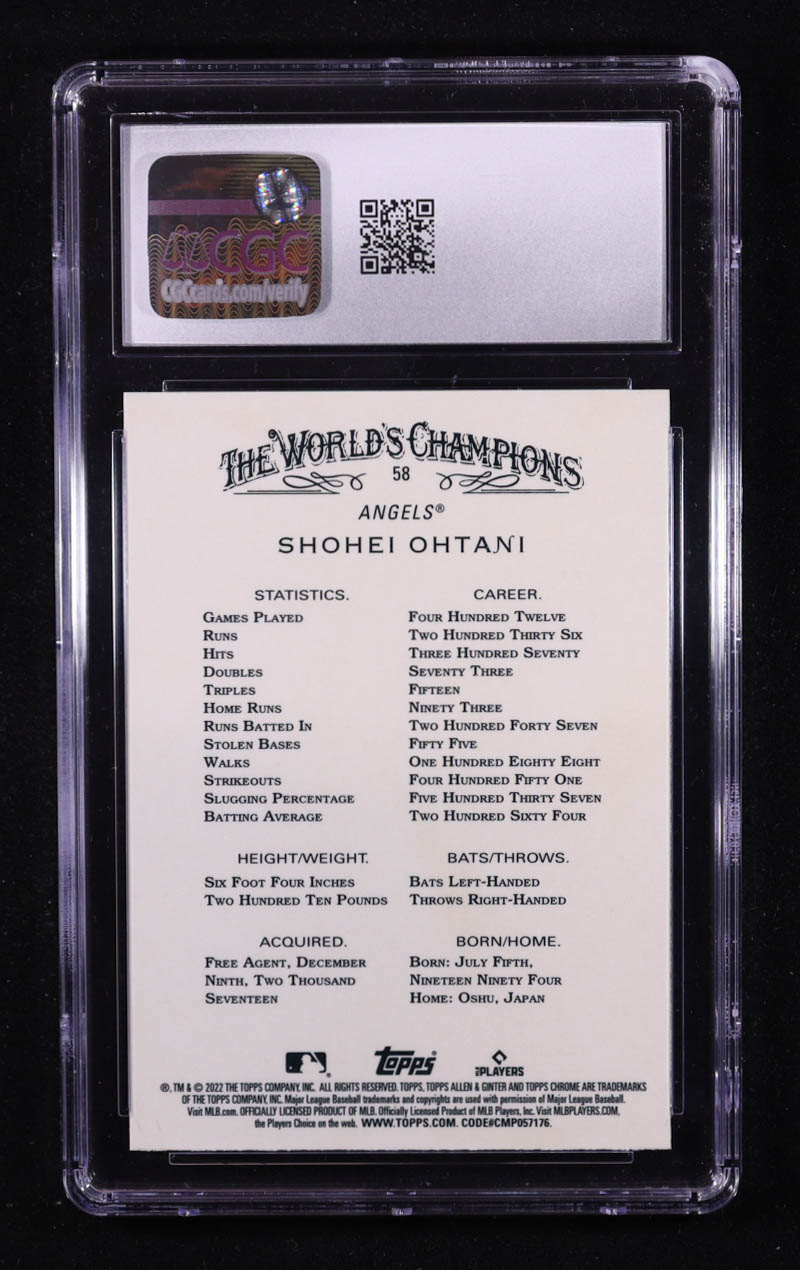 CGC
CGCcards.com/verify
THE WORLD'S CHAMPIONS
58
ANGELS®
SHOHEI OHTANI
STATISTICS. CAREER.
GAMES PLAYED FOUR HUNDRED TWELVE
RUNS TWO HUNDRED THIRTY SIX
HITS THREE HUNDRED SEVENTY
DOUBLES SEVENTY THREE
TRIPLES FIFTEEN
HOME RUNS NINETY THREE
RUNS BATTED IN TWO HUNDRED FORTY SEVEN
STOLEN BASES FIFTY FIVE
WALKS ONE HUNDRED EIGHTY EIGHT
STRIKEOUTS FOUR HUNDRED FIFTY ONE
SLUGGING PERCENTAGE FIVE HUNDRED THIRTY SEVEN
BATTING AVERAGE TWO HUNDRED SIXTY FOUR
HEIGHT/WEIGHT. BATS/THROWS.
SIX FOOT FOUR INCHES BATS LEFT-HANDED
TWO HUNDRED TEN POUNDS THROWS RIGHT-HANDED
ACQUIRED. BORN/HOME.
FREE AGENT, DECEMBER BORN: JULY FIFTH,
NINTH, TWO THOUSAND NINETEEN NINETY FOUR
SEVENTEEN HOME: OSHU, JAPAN
Topps PLAYERS
®, TM & © 2022 THE TOPPS COMPANY, INC. ALL RIGHTS RESERVED. TOPPS, TOPPS ALLEN & GINTER AND TOPPS CHROME ARE TRADEMARKS
OF THE TOPPS COMPANY, INC. Major League Baseball trademarks and copyrights are used with permission of Major League Baseball.
Visit MLB.com. OFFICIALLY LICENSED PRODUCT OF MLB. Officially Licensed Product of MLB Players, Inc. Visit MLBPLAYERS.COM,
the Players Choice on the web. WWW.TOPPS.COM. CODE#CMP057176.